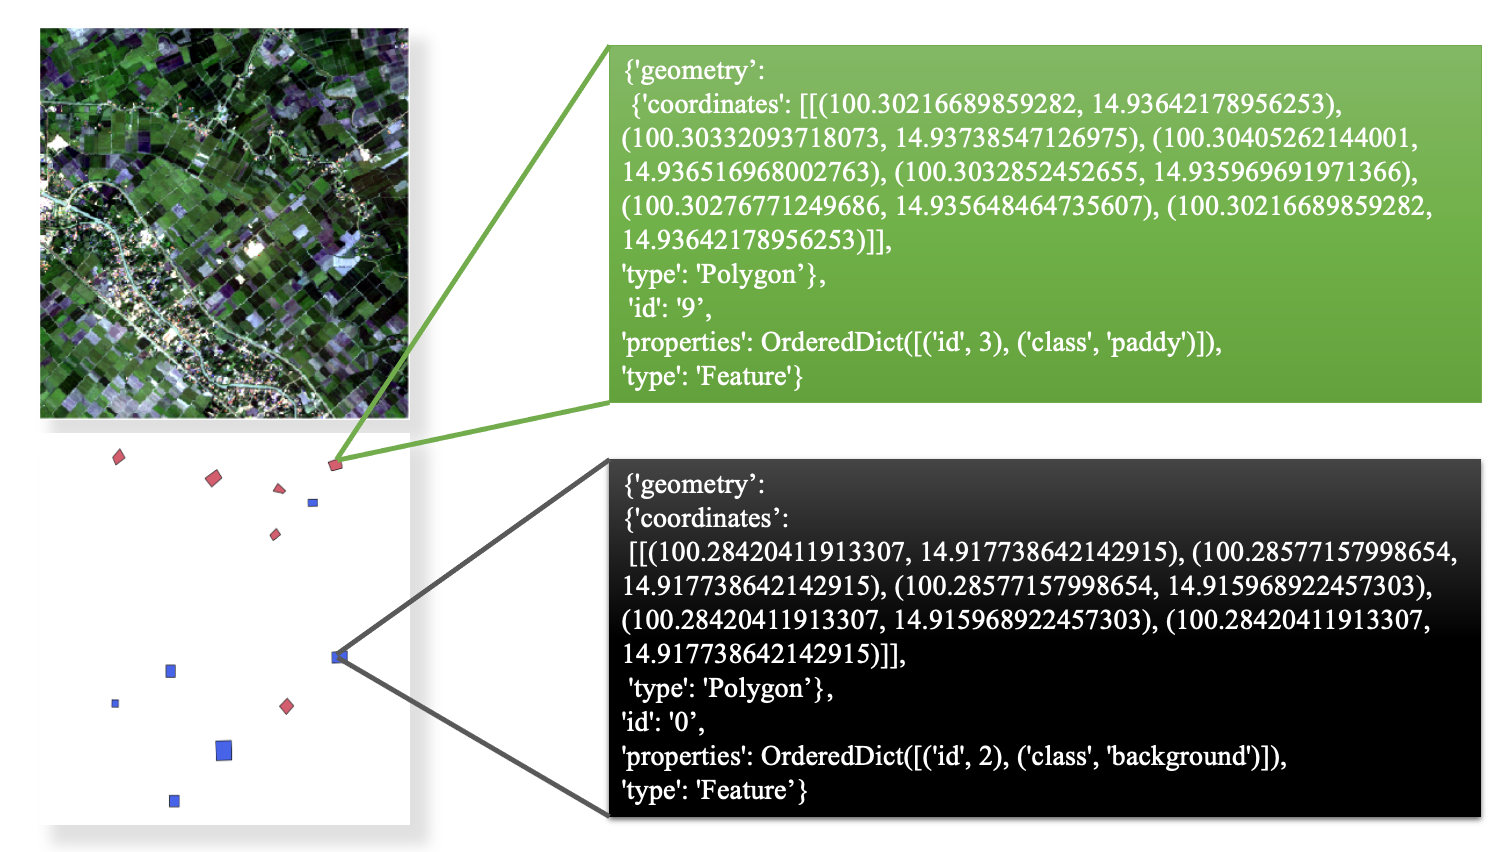 {'geometry’:
{'coordinates': [[(100.30216689859282, 14.93642178956253),
(100.30332093718073, 14.93738547126975), (100.30405262144001,
14.936516968002763), (100.3032852452655, 14.935969691971366),
(100.30276771249686, 14.935648464735607), (100.30216689859282,
14.93642178956253)]],
'type': 'Polygon’},
'id': '9’,
'properties': OrderedDict([('id', 3), ('class', 'paddy')]),
'type': 'Feature'}
{'geometry’:
{'coordinates’:
[[(100.28420411913307, 14.917738642142915), (100.28577157998654,
14.917738642142915), (100.28577157998654, 14.915968922457303),
(100.28420411913307, 14.915968922457303), (100.28420411913307,
14.917738642142915)]],
'type': 'Polygon’},
'id': '0’,
'properties': OrderedDict([('id', 2), ('class', 'background')]),
'type': 'Feature’}